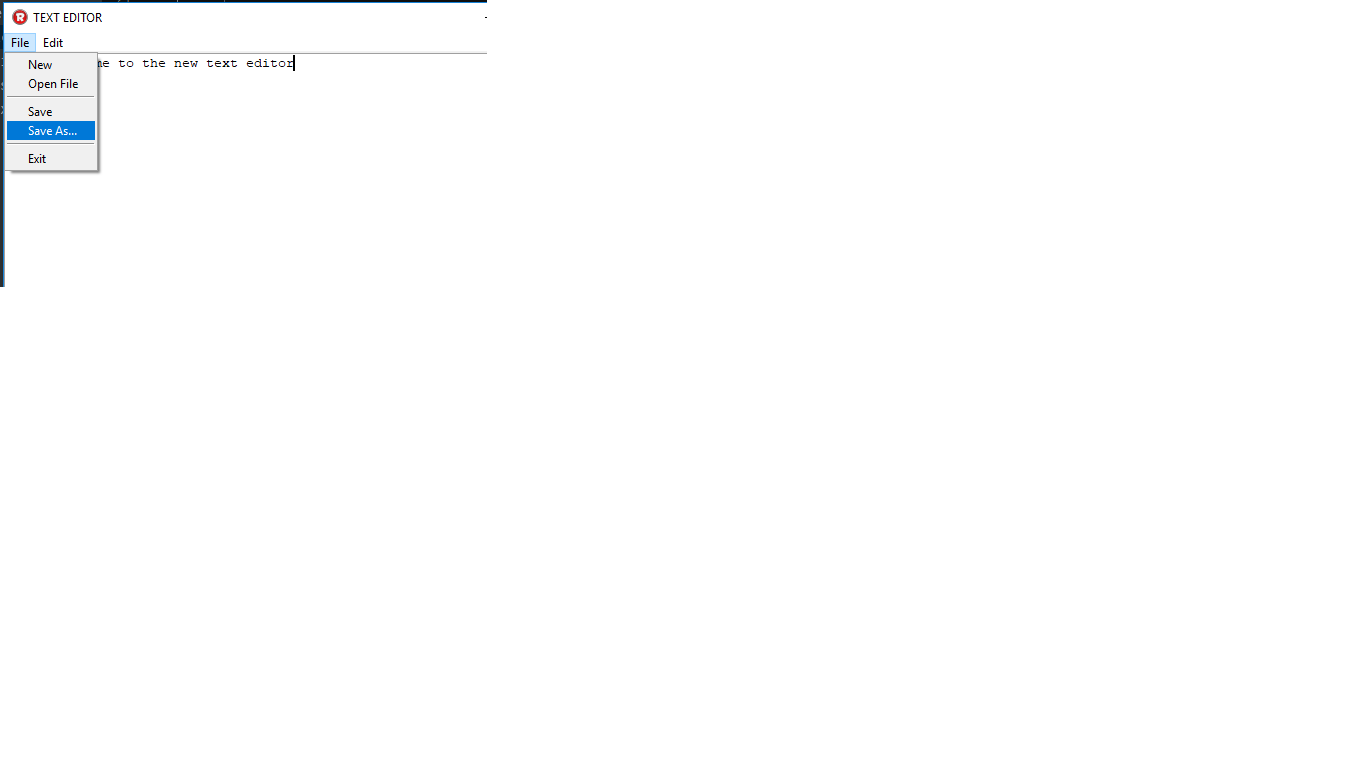 TEXT EDITOR
File Edit
me to the new text editor
New
Open File
Save
Save As...
Exit